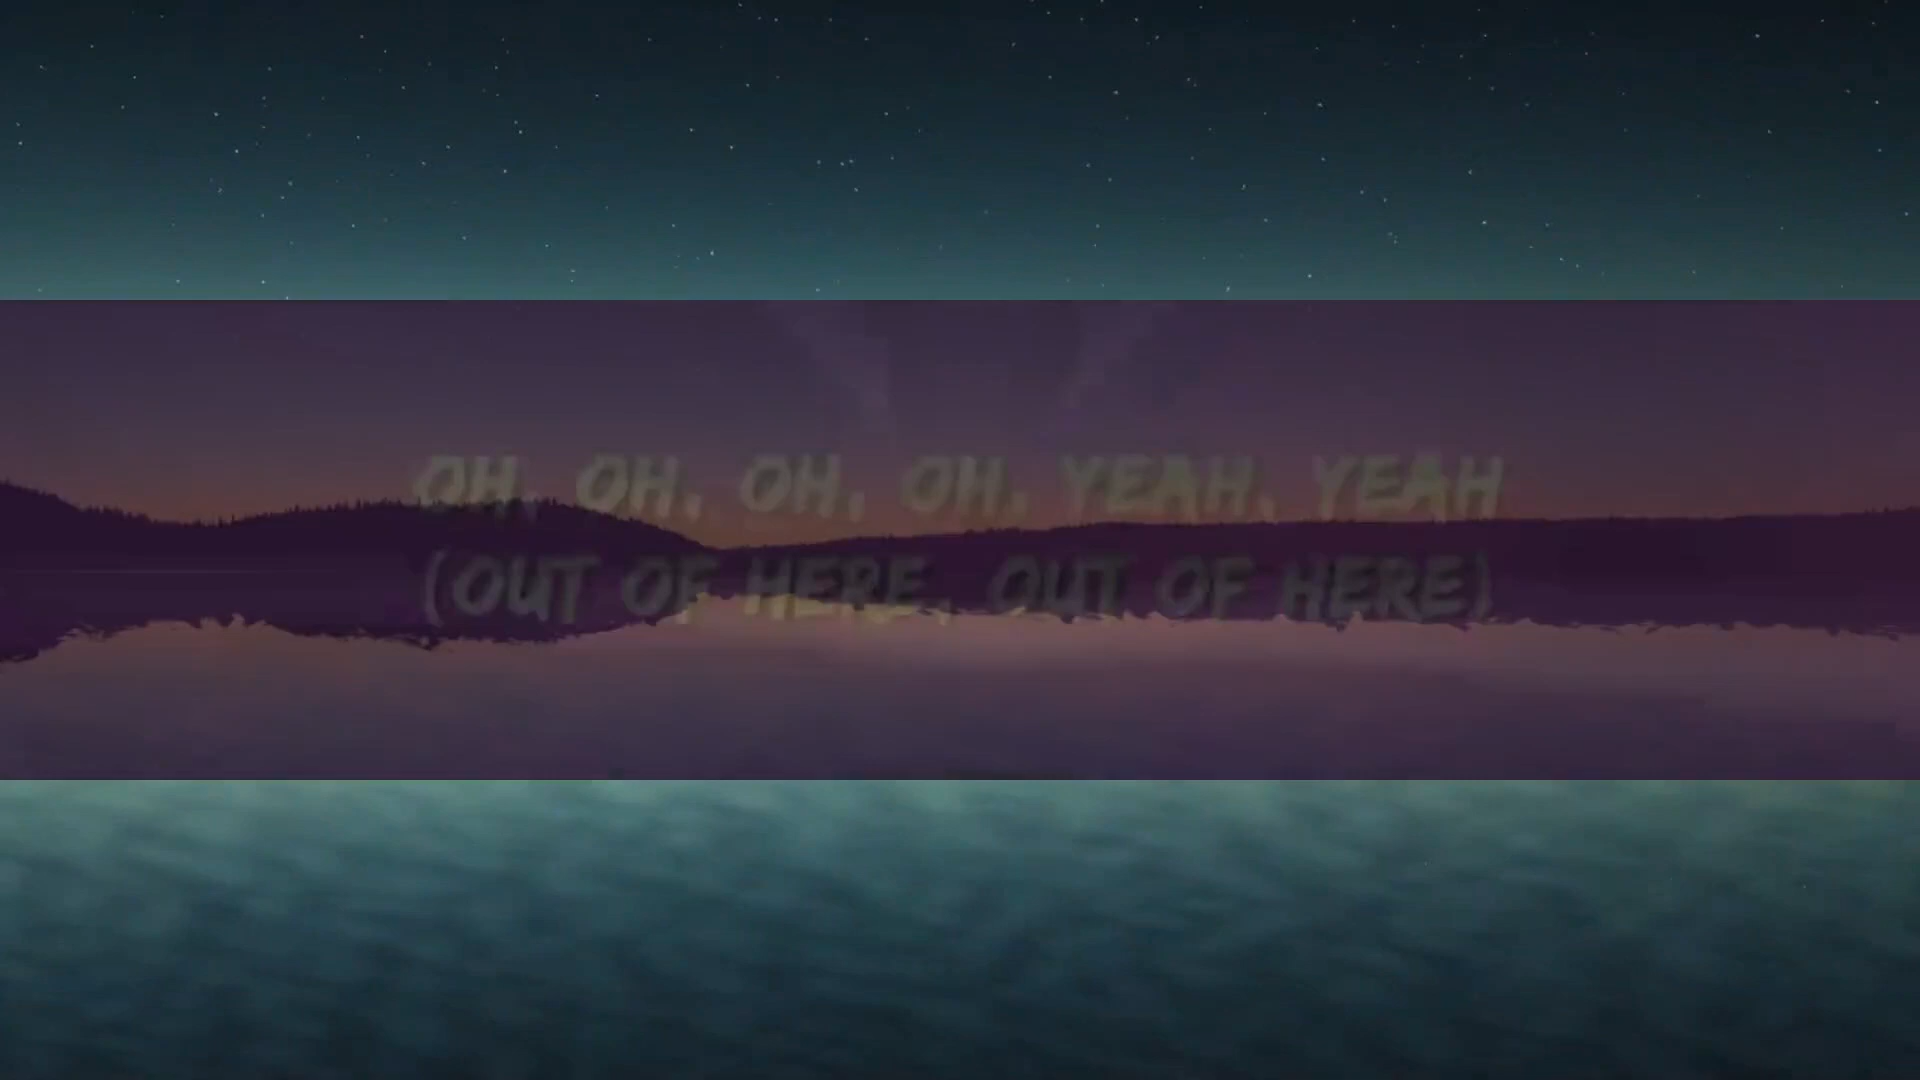 OH, OH, OH, OH, YEAH, YEAH
(OUT OF HERE, OUT OF HERE)